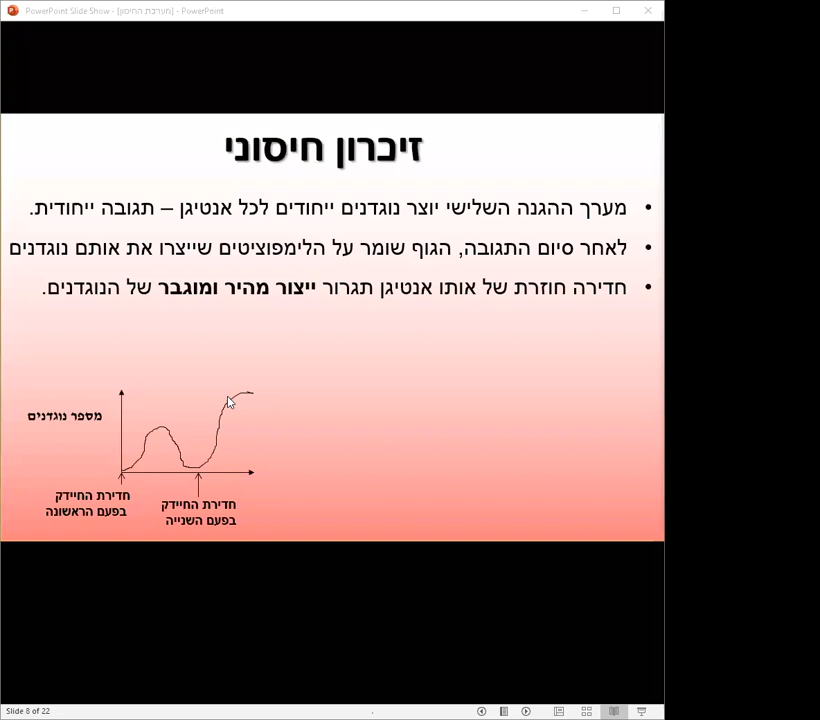 PowerPoint Slide Show - [מערכת החיסון] - PowerPoint
זיכרון חיסוני
• מערך ההגנה השלישי יוצר נוגדנים ייחודים לכל אנטיגן – תגובה ייחודית.
• לאחר סיום התגובה, הגוף שומר על הלימפוציטים שייצרו את אותם נוגדנים
• חדירה חוזרת של אותו אנטיגן תגרור ייצור מהיר ומוגבר של הנוגדנים.
מספר נוגדנים
חדירת החיידק
בפעם הראשונה
חדירת החיידק
בפעם השנייה
Slide 8 of 22